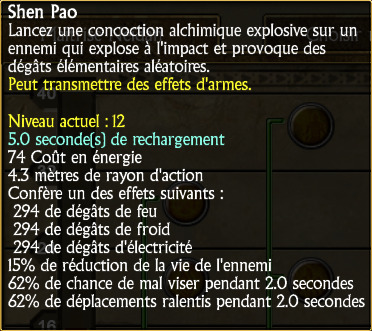 Shen Pao
Lancez une concoction alchimique explosive sur un
ennemi qui explose à l'impact et provoque des
dégâts élémentaires aléatoires.
Peut transmettre des effets d'armes.
Niveau actuel : 12
5.0 seconde(s) de rechargement
74 Coût en énergie
4.3 mètres de rayon d'action
Confère un des effets suivants :
294 de dégâts de feu
294 de dégâts de froid
294 de dégâts d'électricité
15% de réduction de la vie de l'ennemi
62% de chance de mal viser pendant 2.0 secondes
62% de déplacements ralentis pendant 2.0 secondes
40
16